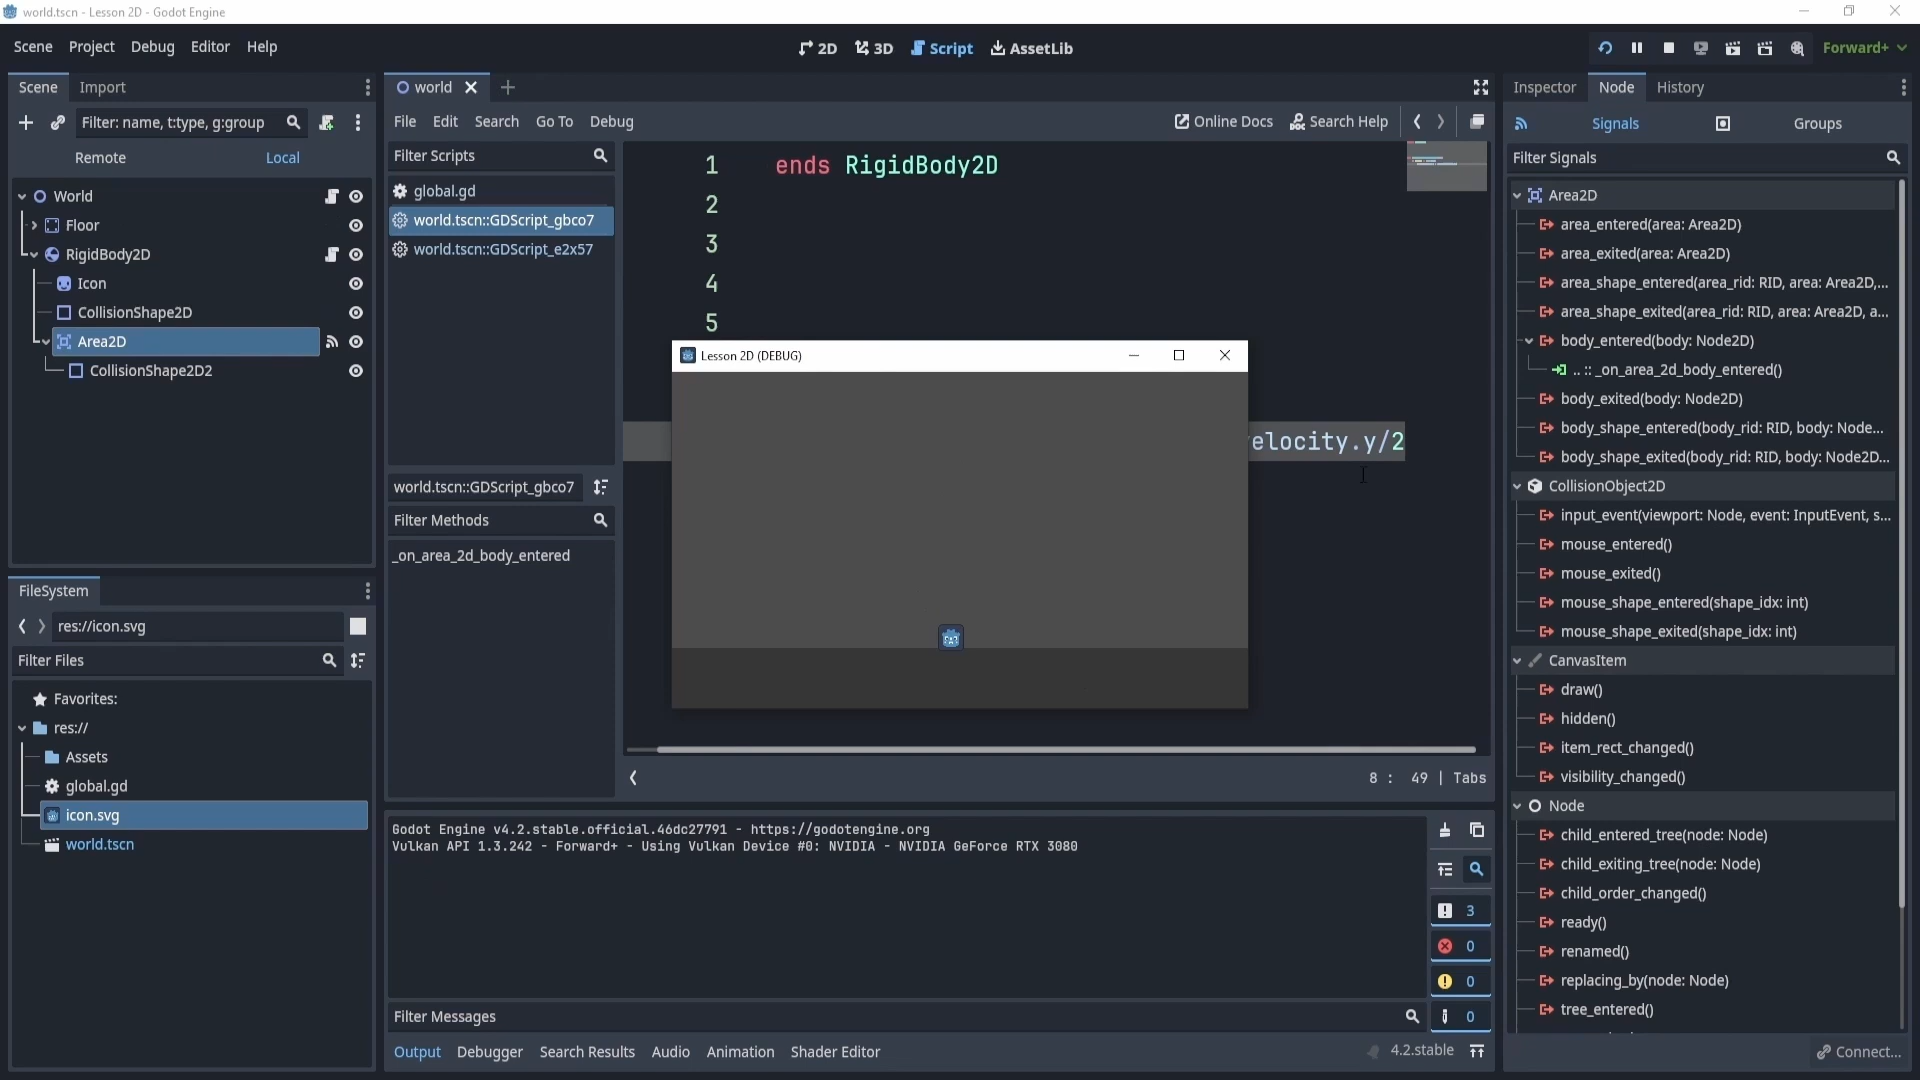 world.tscn - Lesson 2D - Godot Engine
Scene Project Debug Editor Help
2D 3D Script AssetLib
Forward+
Scene Import
Filter: name, t:type, g:group
Remote Local
World
Floor
RigidBody2D
Icon
CollisionShape2D
Area2D
CollisionShape2D2
FileSystem
res://icon.svg
Filter Files
Favorites:
res://
Assets
global.gd
icon.svg
world.tscn
world
File Edit Search Go To Debug
Online Docs Search Help
Filter Scripts
global.gd
world.tscn::GDScript_gbco7
world.tscn::GDScript_e2x57
world.tscn::GDScript_gbco7
Filter Methods
_on_area_2d_body_entered
1 ends RigidBody2D
2
3
4
5
elocity.y/2
Lesson 2D (DEBUG)
8 : 49 | Tabs
Godot Engine v4.2.stable.official.46dc27791 - https://godotengine.org
Vulkan API 1.3.242 - Forward+ - Using Vulkan Device #0: NVIDIA - NVIDIA GeForce RTX 3080
3
0
0
0
Filter Messages
Output Debugger Search Results Audio Animation Shader Editor
4.2.stable
Inspector Node History
Signals Groups
Filter Signals
Area2D
area_entered(area: Area2D)
area_exited(area: Area2D)
area_shape_entered(area_rid: RID, area: Area2D,...
area_shape_exited(area_rid: RID, area: Area2D, a...
body_entered(body: Node2D)
.. :: _on_area_2d_body_entered()
body_exited(body: Node2D)
body_shape_entered(body_rid: RID, body: Node...
body_shape_exited(body_rid: RID, body: Node2D...
CollisionObject2D
input_event(viewport: Node, event: InputEvent, s...
mouse_entered()
mouse_exited()
mouse_shape_entered(shape_idx: int)
mouse_shape_exited(shape_idx: int)
CanvasItem
draw()
hidden()
item_rect_changed()
visibility_changed()
Node
child_entered_tree(node: Node)
child_exiting_tree(node: Node)
child_order_changed()
ready()
renamed()
replacing_by(node: Node)
tree_entered()
Connect...